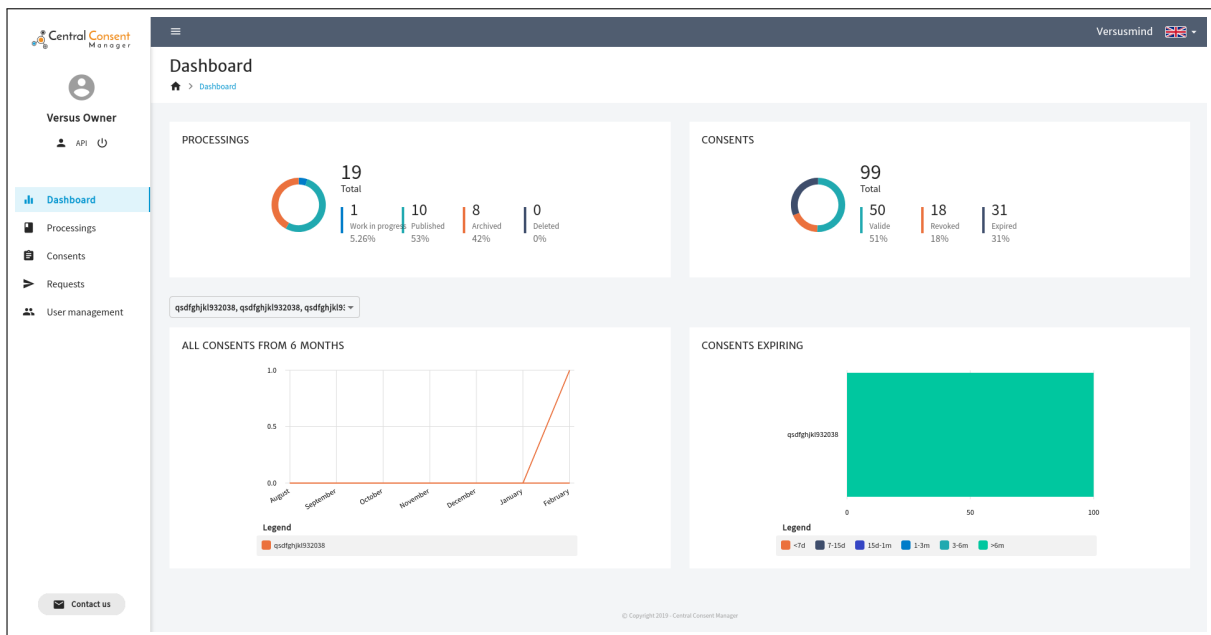 Central Consent
Manager
Versusmind
Dashboard
Dashboard
Versus Owner
API
Dashboard
Processings
Consents
Requests
User management
Contact us
PROCESSINGS
19
Total
1
Work in progress
5.26%
10
Published
53%
8
Archived
42%
0
Deleted
0%
CONSENTS
99
Total
50
Valide
51%
18
Revoked
18%
31
Expired
31%
qsdfghjkl932038, qsdfghjkl932038, qsdfghjkl93
ALL CONSENTS FROM 6 MONTHS
1.0
0.5
0.0
August
September
October
November
December
January
February
Legend
qsdfghjkl932038
CONSENTS EXPIRING
qsdfghjkl932038
0
50
100
Legend
<7d 7-15d 15d-1m 1-3m 3-6m >6m
© Copyright 2019 - Central Consent Manager